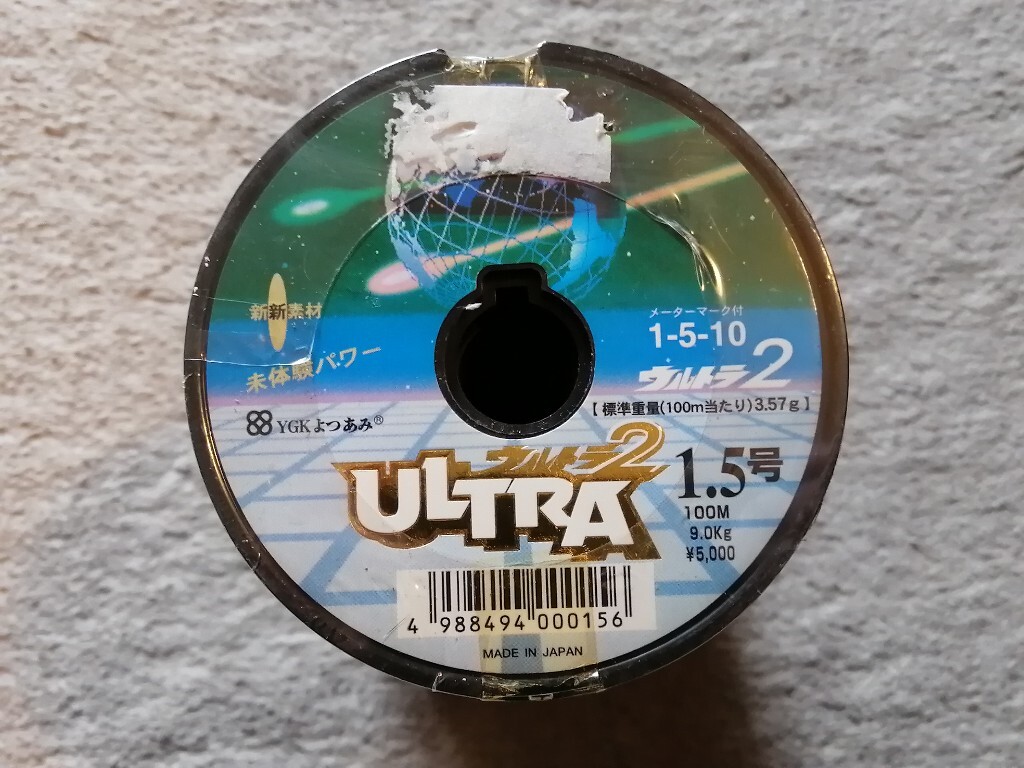 新新素材
未体験パワー
YGKよつあみ®
メーターマーク付
1-5-10
ウルトラ2
【標準重量(100m当たり)3.57g】
ウルトラ2
ULTRA
1.5号
100M
9.0Kg
¥5,000
4 988494 000156
MADE IN JAPAN